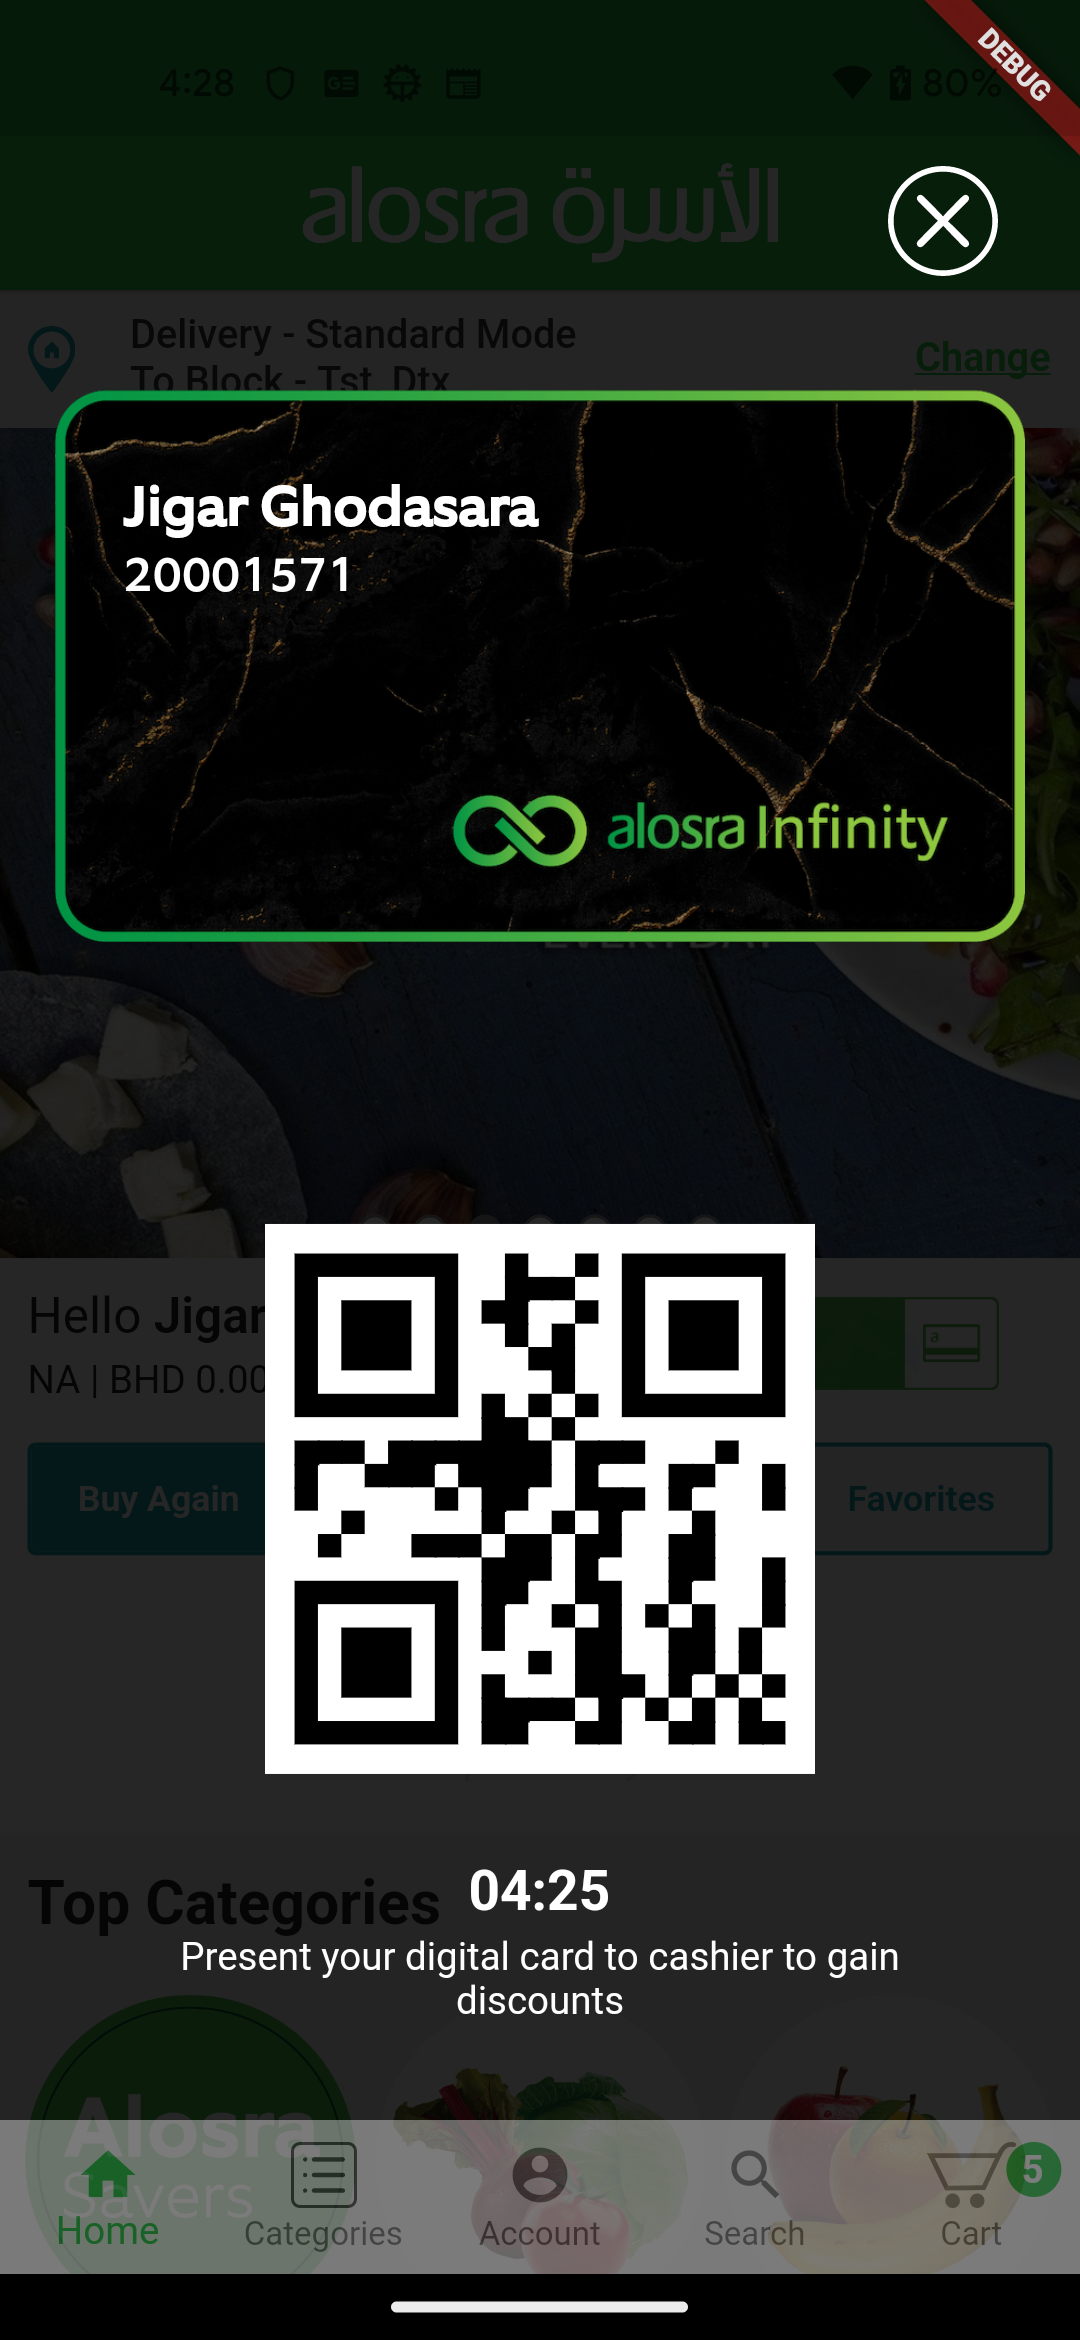 DEBUG
4:28
80%
alosra الأسرة
Delivery - Standard Mode
To Block - Tst, Dtx
Change
Jigar Ghodasara
20001571
alosra Infinity
EVERYDAY
Hello Jigar
NA | BHD 0.00
a
Buy Again
Favorites
04:25
Top Categories
Present your digital card to cashier to gain
discounts
Alosra
Savers
Home
Categories
Account
Search
Cart
5